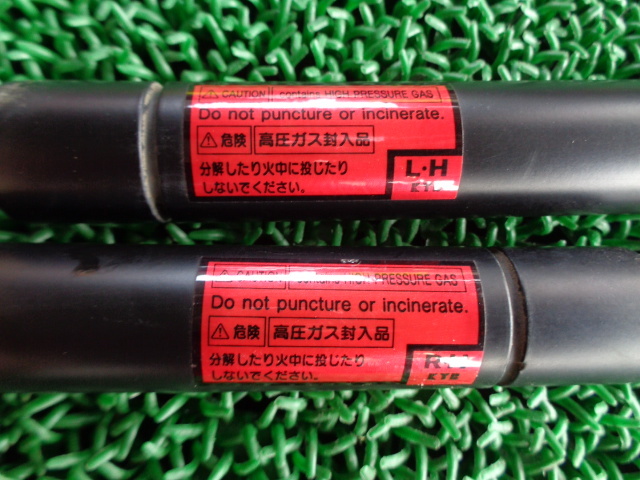 ⚠ CAUTION contains HIGH PRESSURE GAS
Do not puncture or incinerate.
⚠ 危険 高圧ガス封入品
分解したり火中に投じたり
しないでください。
L·H
KYB
⚠ CAUTION contains HIGH PRESSURE GAS
Do not puncture or incinerate.
⚠ 危険 高圧ガス封入品
分解したり火中に投じたり
しないでください。
KYB